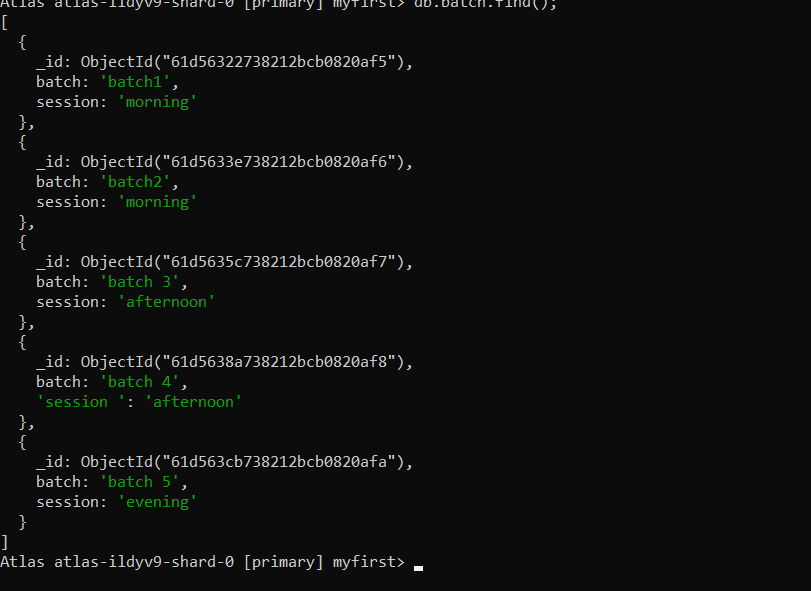 Atlas atlas-ildyv9-shard-0 [primary] myfirst> db.batch.find();
[
  {
    _id: ObjectId("61d56322738212bcb0820af5"),
    batch: 'batch1',
    session: 'morning'
  },
  {
    _id: ObjectId("61d5633e738212bcb0820af6"),
    batch: 'batch2',
    session: 'morning'
  },
  {
    _id: ObjectId("61d5635c738212bcb0820af7"),
    batch: 'batch 3',
    session: 'afternoon'
  },
  {
    _id: ObjectId("61d5638a738212bcb0820af8"),
    batch: 'batch 4',
    'session ': 'afternoon'
  },
  {
    _id: ObjectId("61d563cb738212bcb0820afa"),
    batch: 'batch 5',
    session: 'evening'
  }
]
Atlas atlas-ildyv9-shard-0 [primary] myfirst>